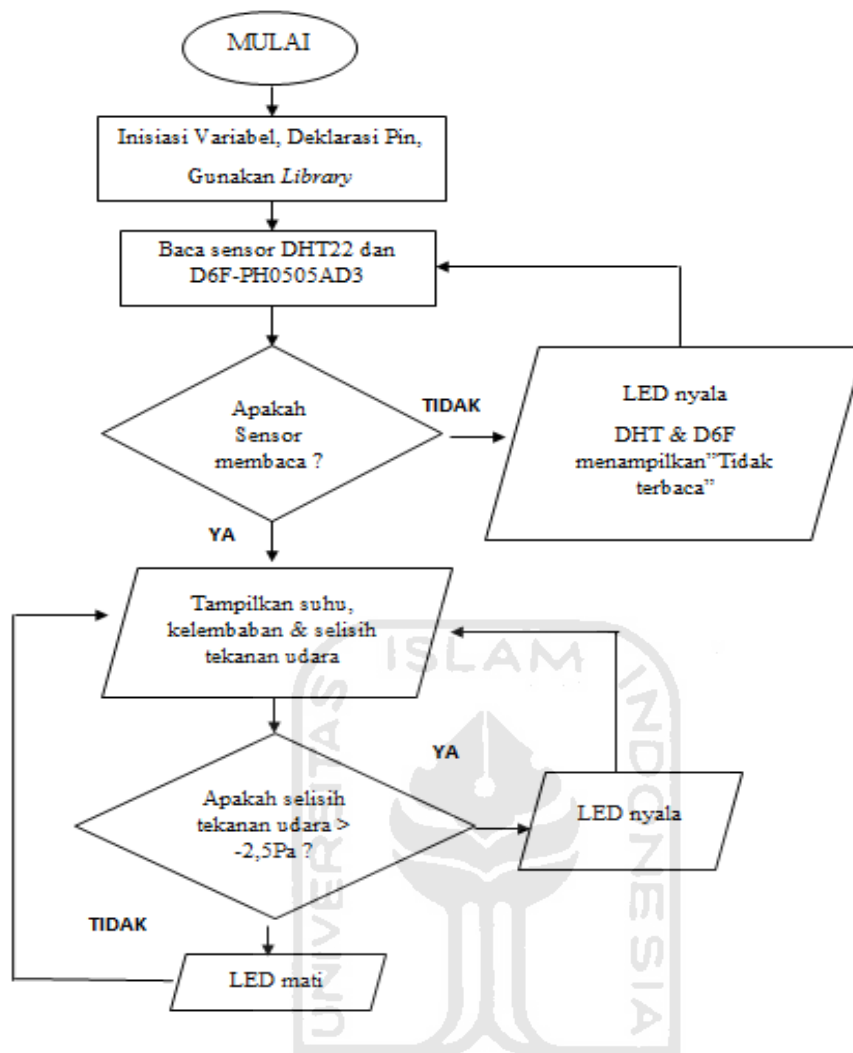 MULAI
Inisiasi Variabel, Deklarasi Pin,
Gunakan Library
Baca sensor DHT22 dan
D6F-PH0505AD3
Apakah
Sensor
membaca ?
TIDAK
LED nyala
DHT & D6F
menampilkan”Tidak
terbaca”
YA
Tampilkan suhu,
kelembaban & selisih
tekanan udara
Apakah selisih
tekanan udara >
-2,5Pa ?
YA
LED nyala
TIDAK
LED mati
UNIVERSITAS
ISLAM
INDONESIA